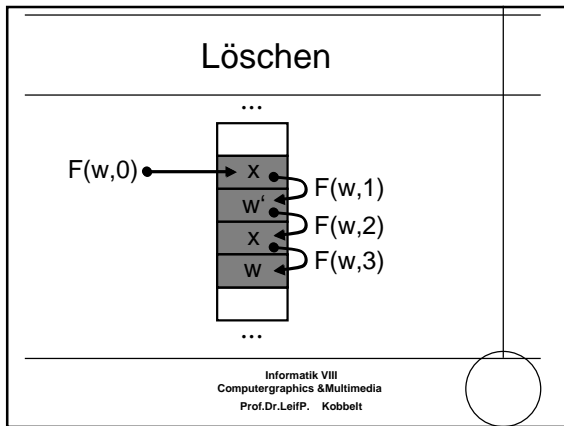 Löschen
...
F(w,0)
x
F(w,1)
w‘
F(w,2)
x
F(w,3)
w
...
Informatik VIII
Computergraphics &Multimedia
Prof.Dr.LeifP. Kobbelt